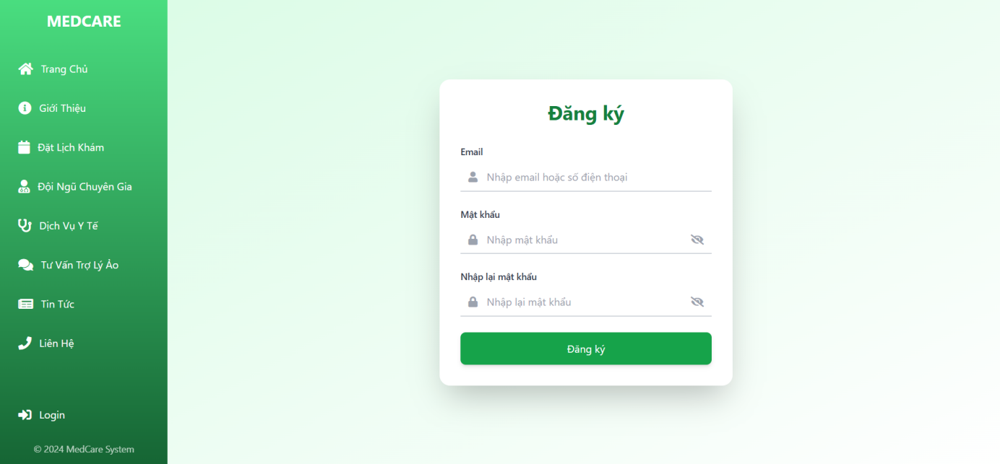 MEDCARE
Trang Chủ
Giới Thiệu
Đặt Lịch Khám
Đội Ngũ Chuyên Gia
Dịch Vụ Y Tế
Tư Vấn Trợ Lý Ảo
Tin Tức
Liên Hệ
Login
© 2024 MedCare System
Đăng ký
Email
Nhập email hoặc số điện thoại
Mật khẩu
Nhập mật khẩu
Nhập lại mật khẩu
Nhập lại mật khẩu
Đăng ký